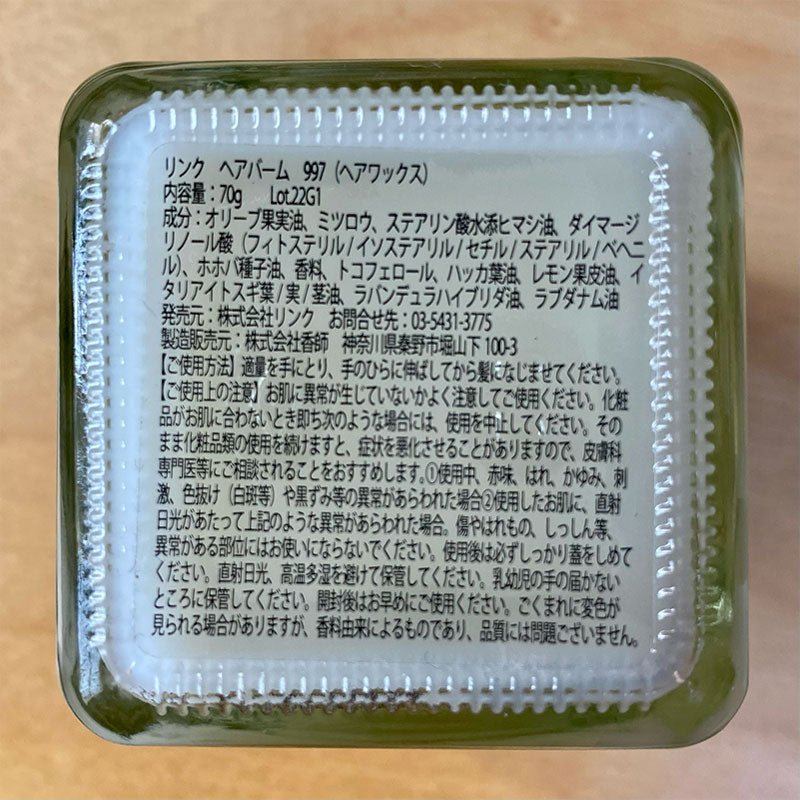 リンク　ヘアバーム　997（ヘアワックス）
内容量：70g　　Lot.22G1
成分：オリーブ果実油、ミツロウ、ステアリン酸水添ヒマシ油、ダイマージ
リノール酸（フィトステリル/イソステアリル/セチル/ステアリル/ベヘニ
ル）、ホホバ種子油、香料、トコフェロール、ハッカ葉油、レモン果皮油、イ
タリアイトスギ葉/実/茎油、ラバンデュラハイブリダ油、ラブダナム油
発売元：株式会社リンク　お問合せ先：03-5431-3775
製造販売元：株式会社香師　神奈川県秦野市堀山下100-3
【ご使用方法】適量を手にとり、手のひらに伸ばしてから髪になじませてください。
【ご使用上の注意】お肌に異常が生じていないかよく注意してご使用ください。化粧
品がお肌に合わないとき即ち次のような場合には、使用を中止してください。その
まま化粧品類の使用を続けますと、症状を悪化させることがありますので、皮膚科
専門医等にご相談されることをおすすめします。①使用中、赤味、はれ、かゆみ、刺
激、色抜け（白斑等）や黒ずみ等の異常があらわれた場合②使用したお肌に、直射
日光があたって上記のような異常があらわれた場合。傷やはれもの、しっしん等、
異常がある部位にはお使いにならないでください。使用後は必ずしっかり蓋をしめて
ください。直射日光、高温多湿を避けて保管してください。乳幼児の手の届かない
ところに保管してください。開封後はお早めにご使用ください。ごくまれに変色が
見られる場合がありますが、香料由来によるものであり、品質には問題ございません。